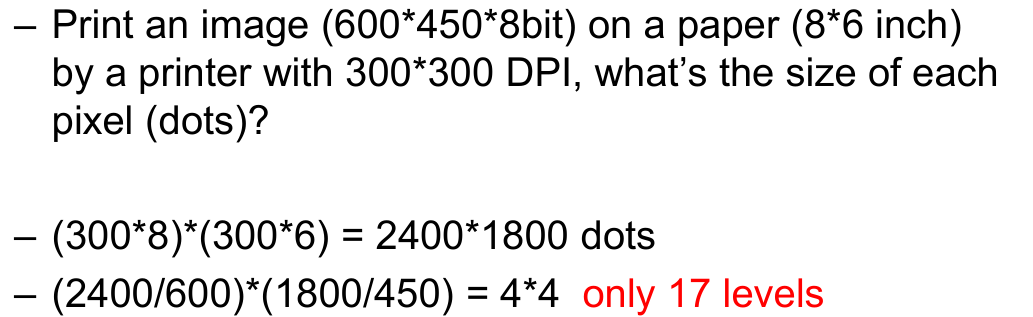 – Print an image (600*450*8bit) on a paper (8*6 inch)
by a printer with 300*300 DPI, what’s the size of each
pixel (dots)?
– (300*8)*(300*6) = 2400*1800 dots
– (2400/600)*(1800/450) = 4*4 only 17 levels